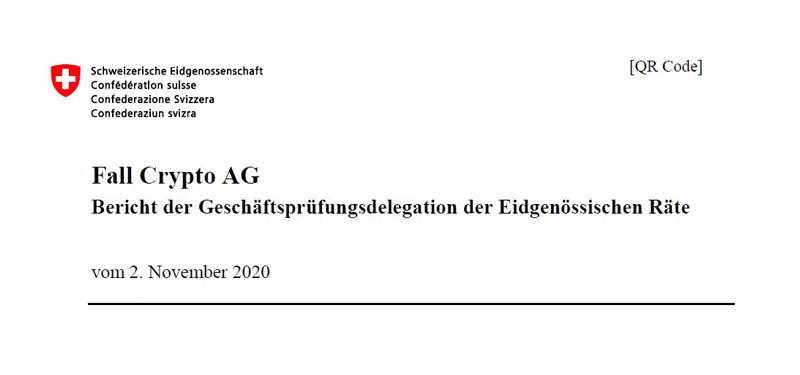 [QR Code]
Schweizerische Eidgenossenschaft
Confédération suisse
Confederazione Svizzera
Confederaziun svizra
Fall Crypto AG
Bericht der Geschäftsprüfungsdelegation der Eidgenössischen Räte
vom 2. November 2020